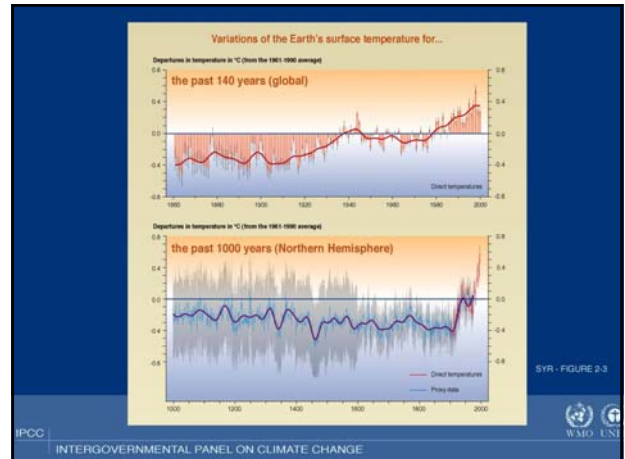 Variations of the Earth's surface temperature for...
Departures in temperature in °C (from the 1961-1990 average)
the past 140 years (global)
0.8 0.8
0.4 0.4
0.0 0.0
-0.4 -0.4
-0.8 -0.8
Direct temperatures
1860 1880 1900 1920 1940 1960 1980 2000
Departures in temperature in °C (from the 1961-1990 average)
the past 1000 years (Northern Hemisphere)
0.8 0.8
0.4 0.4
0.0 0.0
-0.4 -0.4
-0.8 -0.8
Direct temperatures
Proxy data
1000 1200 1400 1600 1800 2000
SYR - FIGURE 2-3
IPCC
WMO UN
INTERGOVERNMENTAL PANEL ON CLIMATE CHANGE